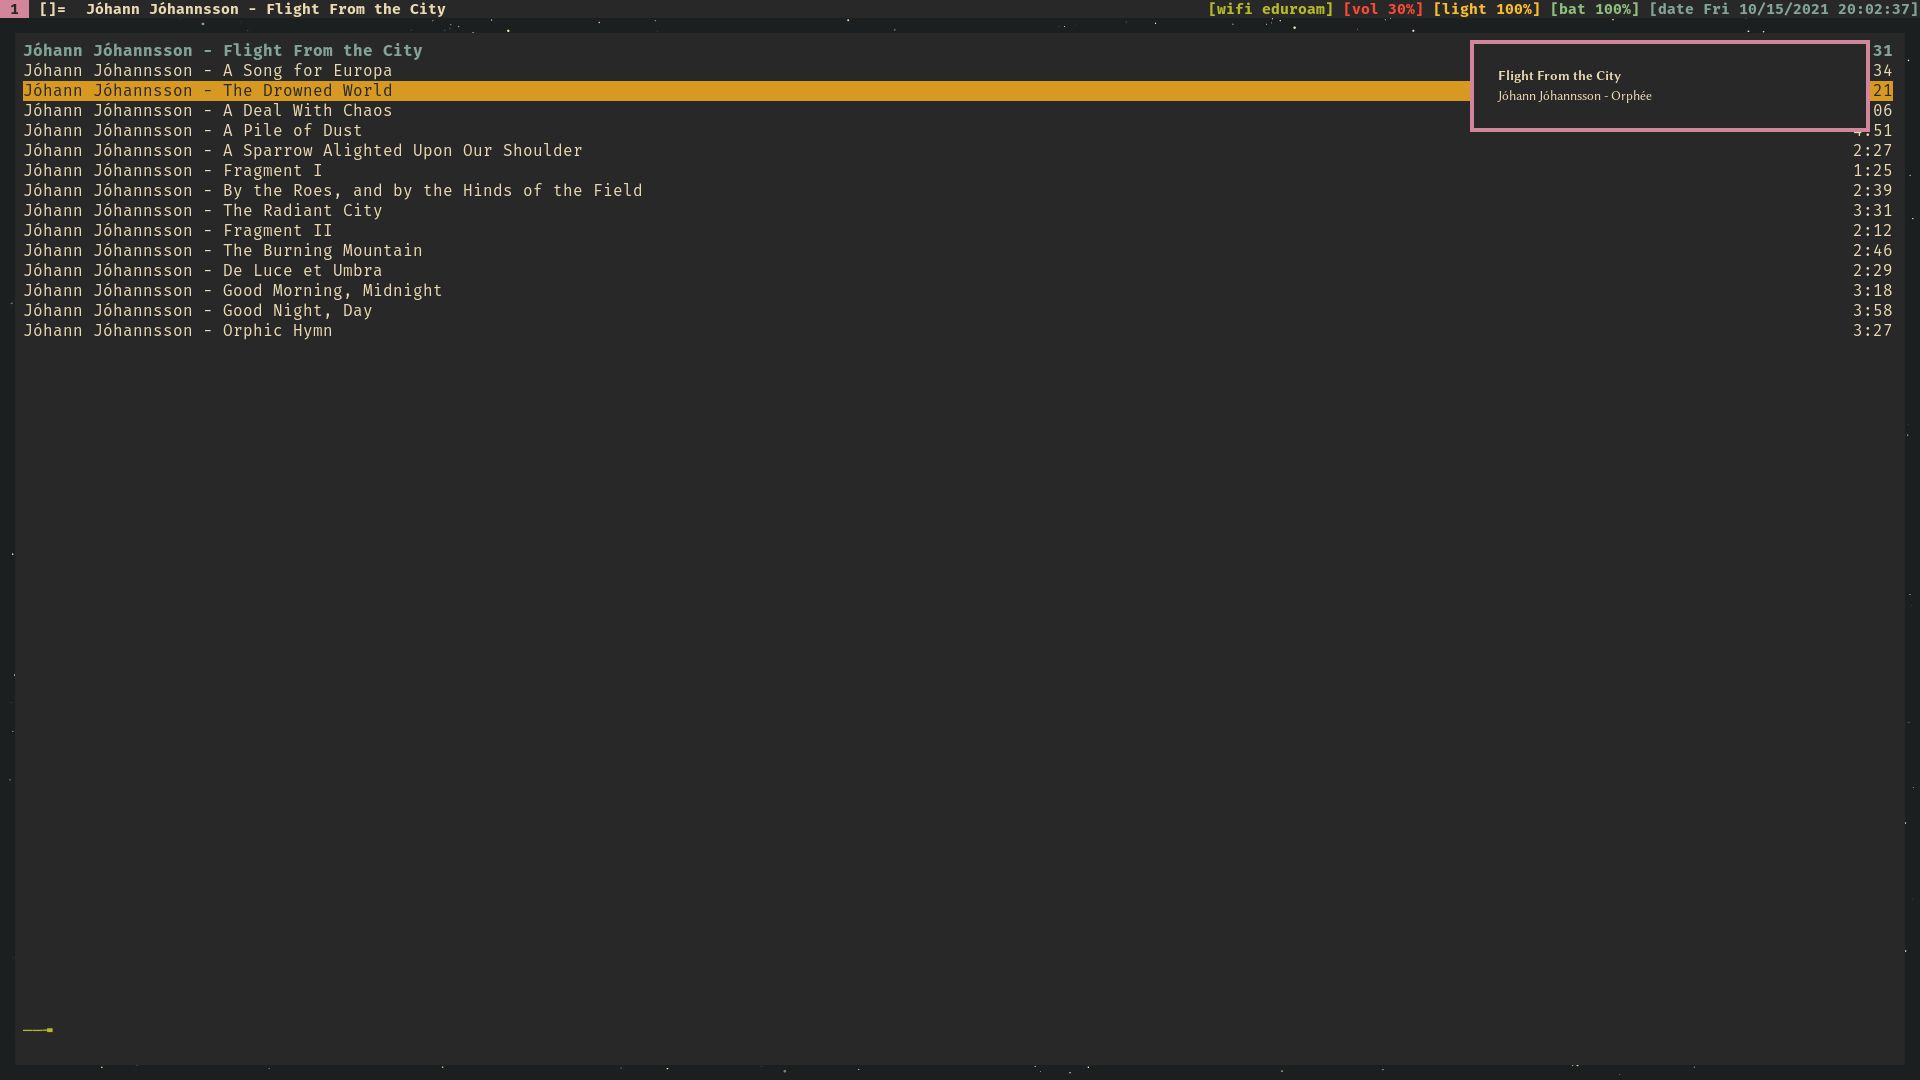 1 []= Jóhann Jóhannsson - Flight From the City [wifi eduroam] [vol 30%] [light 100%] [bat 100%] [date Fri 10/15/2021 20:02:37]
Jóhann Jóhannsson - Flight From the City 31
Jóhann Jóhannsson - A Song for Europa 34
Jóhann Jóhannsson - The Drowned World 21
Jóhann Jóhannsson - A Deal With Chaos 06
Jóhann Jóhannsson - A Pile of Dust :51
Jóhann Jóhannsson - A Sparrow Alighted Upon Our Shoulder 2:27
Jóhann Jóhannsson - Fragment I 1:25
Jóhann Jóhannsson - By the Roes, and by the Hinds of the Field 2:39
Jóhann Jóhannsson - The Radiant City 3:31
Jóhann Jóhannsson - Fragment II 2:12
Jóhann Jóhannsson - The Burning Mountain 2:46
Jóhann Jóhannsson - De Luce et Umbra 2:29
Jóhann Jóhannsson - Good Morning, Midnight 3:18
Jóhann Jóhannsson - Good Night, Day 3:58
Jóhann Jóhannsson - Orphic Hymn 3:27
Flight From the City
Jóhann Jóhannsson - Orphée